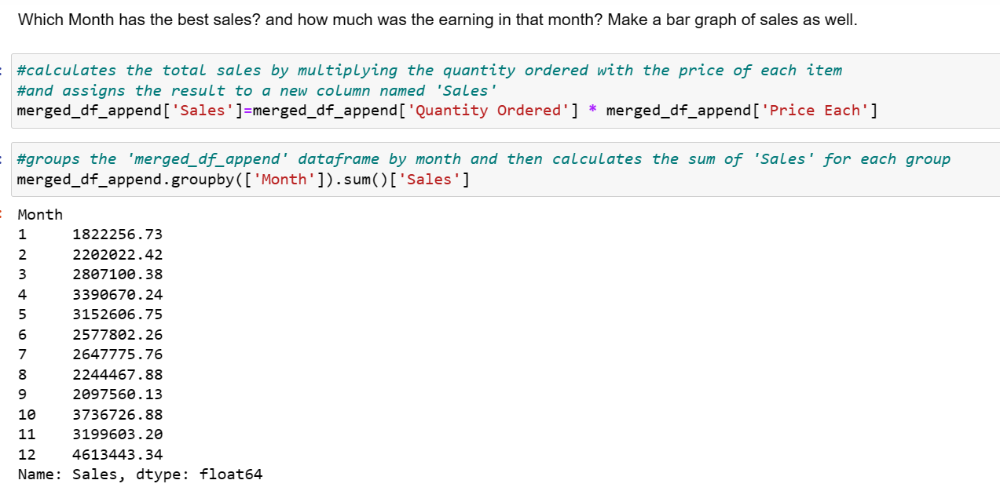 Which Month has the best sales? and how much was the earning in that month? Make a bar graph of sales as well.
#calculates the total sales by multiplying the quantity ordered with the price of each item
#and assigns the result to a new column named 'Sales'
merged_df_append['Sales']=merged_df_append['Quantity Ordered'] * merged_df_append['Price Each']
#groups the 'merged_df_append' dataframe by month and then calculates the sum of 'Sales' for each group
merged_df_append.groupby(['Month']).sum()['Sales']
Month
1     1822256.73
2     2202022.42
3     2807100.38
4     3390670.24
5     3152606.75
6     2577802.26
7     2647775.76
8     2244467.88
9     2097560.13
10    3736726.88
11    3199603.20
12    4613443.34
Name: Sales, dtype: float64